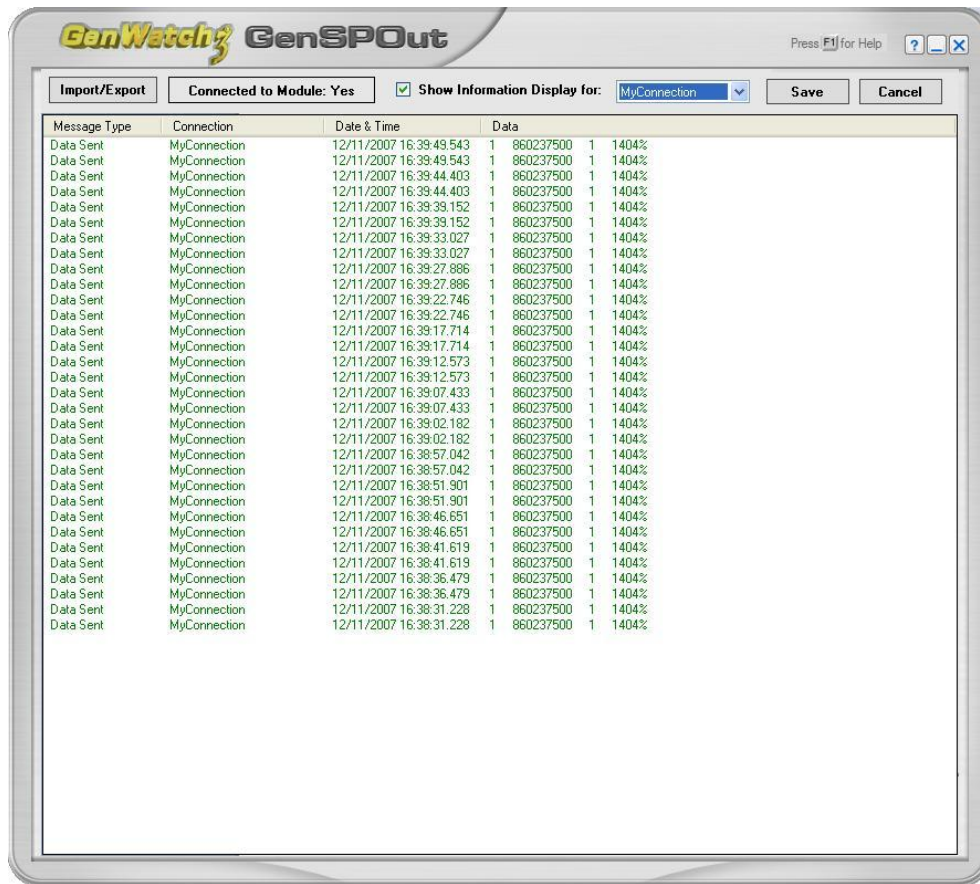 GenWatch3 GenSPOut
Press F1 for Help
Import/Export Connected to Module: Yes Show Information Display for: MyConnection Save Cancel
Message Type Connection Date & Time Data
Data Sent MyConnection 12/11/2007 16:39:49.543 1 860237500 1 1404%
Data Sent MyConnection 12/11/2007 16:39:49.543 1 860237500 1 1404%
Data Sent MyConnection 12/11/2007 16:39:44.403 1 860237500 1 1404%
Data Sent MyConnection 12/11/2007 16:39:44.403 1 860237500 1 1404%
Data Sent MyConnection 12/11/2007 16:39:39.152 1 860237500 1 1404%
Data Sent MyConnection 12/11/2007 16:39:39.152 1 860237500 1 1404%
Data Sent MyConnection 12/11/2007 16:39:33.027 1 860237500 1 1404%
Data Sent MyConnection 12/11/2007 16:39:33.027 1 860237500 1 1404%
Data Sent MyConnection 12/11/2007 16:39:27.886 1 860237500 1 1404%
Data Sent MyConnection 12/11/2007 16:39:27.886 1 860237500 1 1404%
Data Sent MyConnection 12/11/2007 16:39:22.746 1 860237500 1 1404%
Data Sent MyConnection 12/11/2007 16:39:22.746 1 860237500 1 1404%
Data Sent MyConnection 12/11/2007 16:39:17.714 1 860237500 1 1404%
Data Sent MyConnection 12/11/2007 16:39:17.714 1 860237500 1 1404%
Data Sent MyConnection 12/11/2007 16:39:12.573 1 860237500 1 1404%
Data Sent MyConnection 12/11/2007 16:39:12.573 1 860237500 1 1404%
Data Sent MyConnection 12/11/2007 16:39:07.433 1 860237500 1 1404%
Data Sent MyConnection 12/11/2007 16:39:07.433 1 860237500 1 1404%
Data Sent MyConnection 12/11/2007 16:39:02.182 1 860237500 1 1404%
Data Sent MyConnection 12/11/2007 16:39:02.182 1 860237500 1 1404%
Data Sent MyConnection 12/11/2007 16:38:57.042 1 860237500 1 1404%
Data Sent MyConnection 12/11/2007 16:38:57.042 1 860237500 1 1404%
Data Sent MyConnection 12/11/2007 16:38:51.901 1 860237500 1 1404%
Data Sent MyConnection 12/11/2007 16:38:51.901 1 860237500 1 1404%
Data Sent MyConnection 12/11/2007 16:38:46.651 1 860237500 1 1404%
Data Sent MyConnection 12/11/2007 16:38:46.651 1 860237500 1 1404%
Data Sent MyConnection 12/11/2007 16:38:41.619 1 860237500 1 1404%
Data Sent MyConnection 12/11/2007 16:38:41.619 1 860237500 1 1404%
Data Sent MyConnection 12/11/2007 16:38:36.479 1 860237500 1 1404%
Data Sent MyConnection 12/11/2007 16:38:36.479 1 860237500 1 1404%
Data Sent MyConnection 12/11/2007 16:38:31.228 1 860237500 1 1404%
Data Sent MyConnection 12/11/2007 16:38:31.228 1 860237500 1 1404%